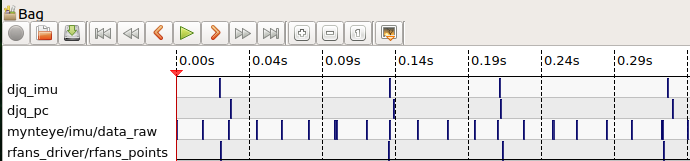 Bag
0.00s 0.04s 0.09s 0.14s 0.19s 0.24s 0.29s
djq_imu
djq_pc
mynteye/imu/data_raw
rfans_driver/rfans_points